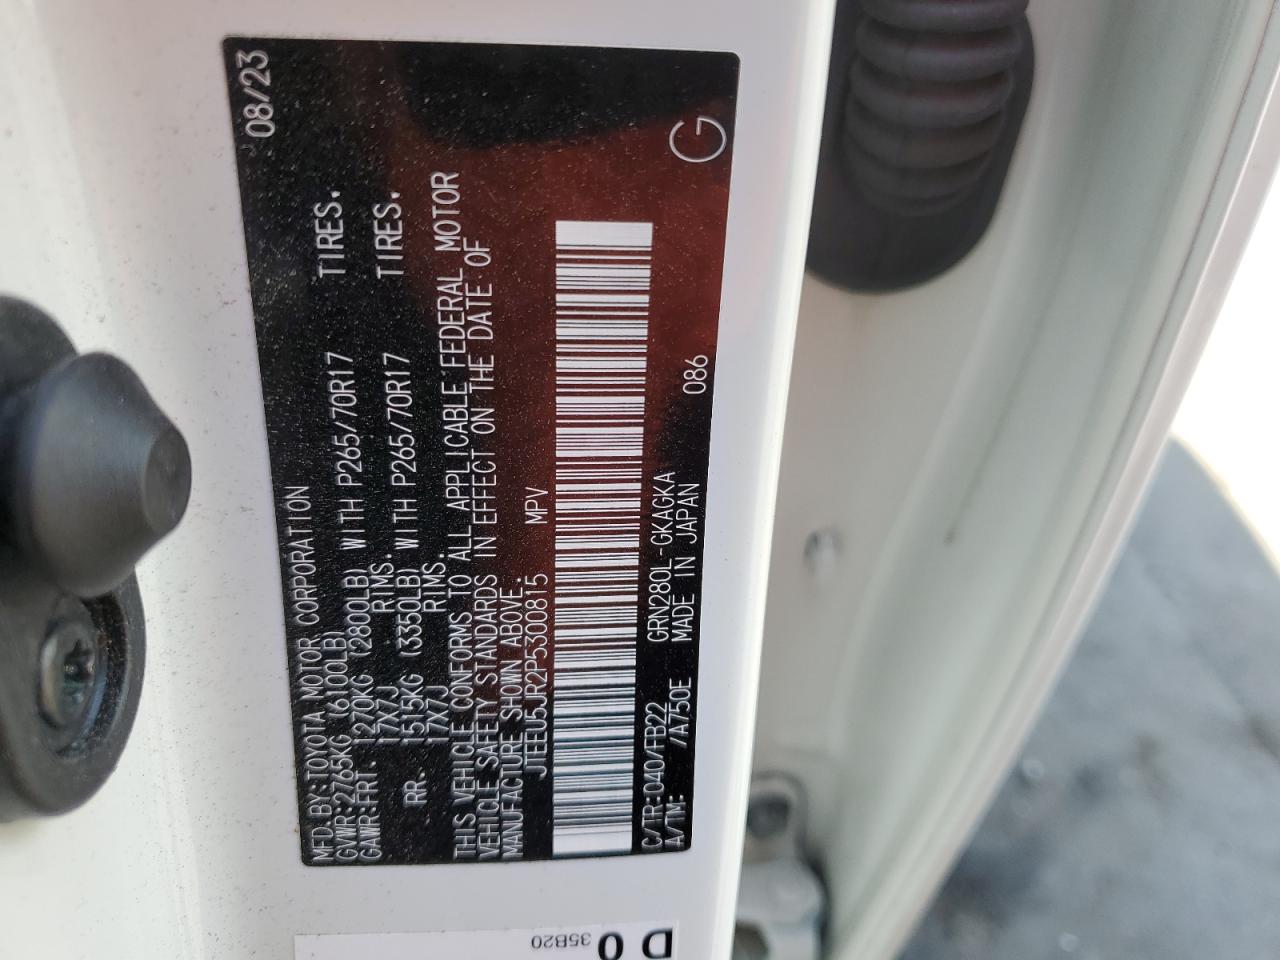 MFD. BY:TOYOTA MOTOR CORPORATION 08/23
GVWR:2765KG (6100LB)
GAWR:FRT. 1270KG (2800LB) WITH P265/70R17 TIRES.
17X7J RIMS.
RR. 1515KG (3350LB) WITH P265/70R17 TIRES.
17X7J RIMS.
THIS VEHICLE CONFORMS TO ALL APPLICABLE FEDERAL MOTOR
VEHICLE SAFETY STANDARDS IN EFFECT ON THE DATE OF
MANUFACTURE SHOWN ABOVE.
JTEEU5JR2P5300815 MPV
C/TR:040/FB22 GRN280L-GKAGKA
A/TM: /A750E MADE IN JAPAN 086 G
D 0
35B20